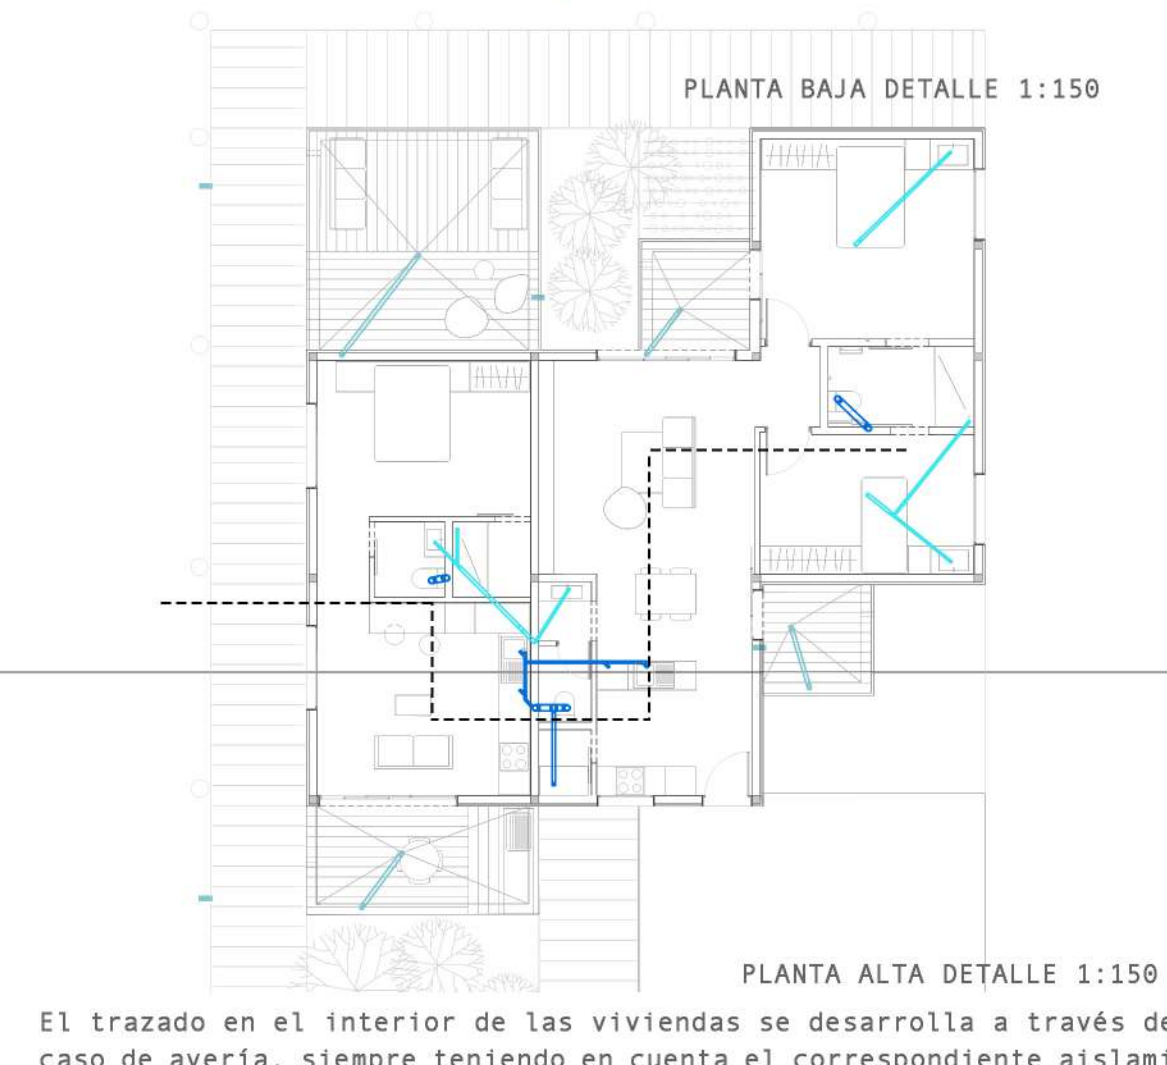 PLANTA BAJA DETALLE 1:150
PLANTA ALTA DETALLE 1:150
El trazado en el interior de las viviendas se desarrolla a través de
caso de avería, siempre teniendo en cuenta el correspondiente aislami